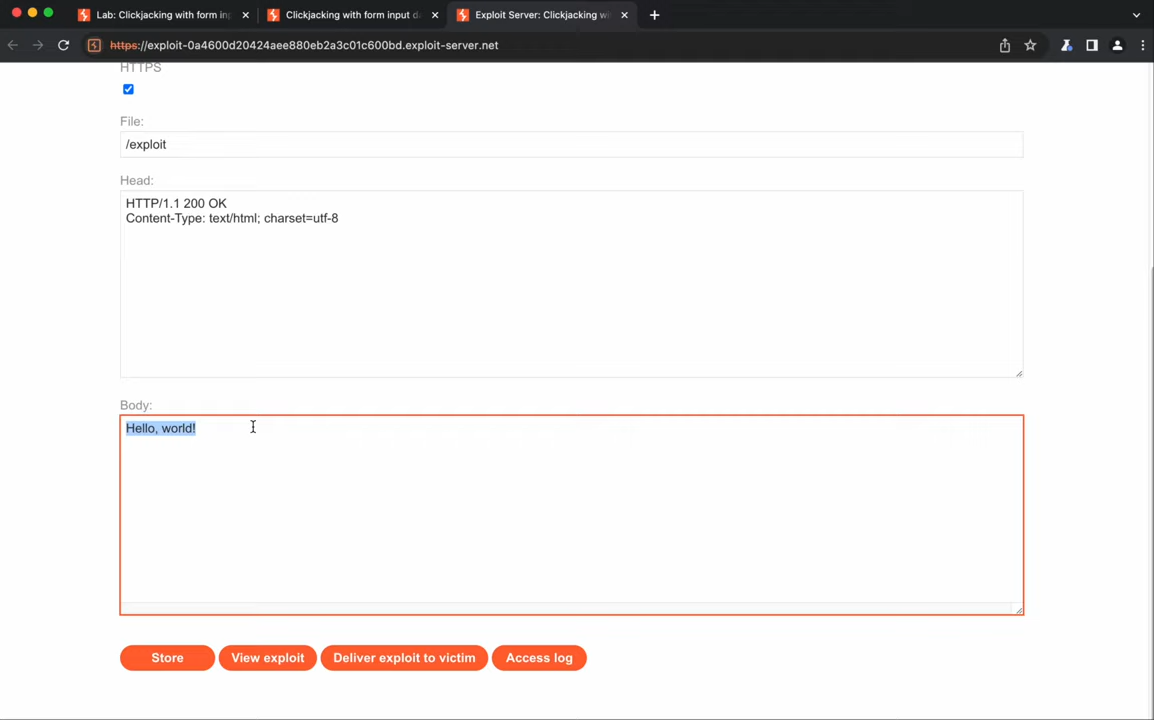 Lab: Clickjacking with form inp
Clickjacking with form input d
Exploit Server: Clickjacking wi
https://exploit-0a4600d20424aee880eb2a3c01c600bd.exploit-server.net
HTTPS
File:
/exploit
Head:
HTTP/1.1 200 OK
Content-Type: text/html; charset=utf-8
Body:
Hello, world!
Store
View exploit
Deliver exploit to victim
Access log